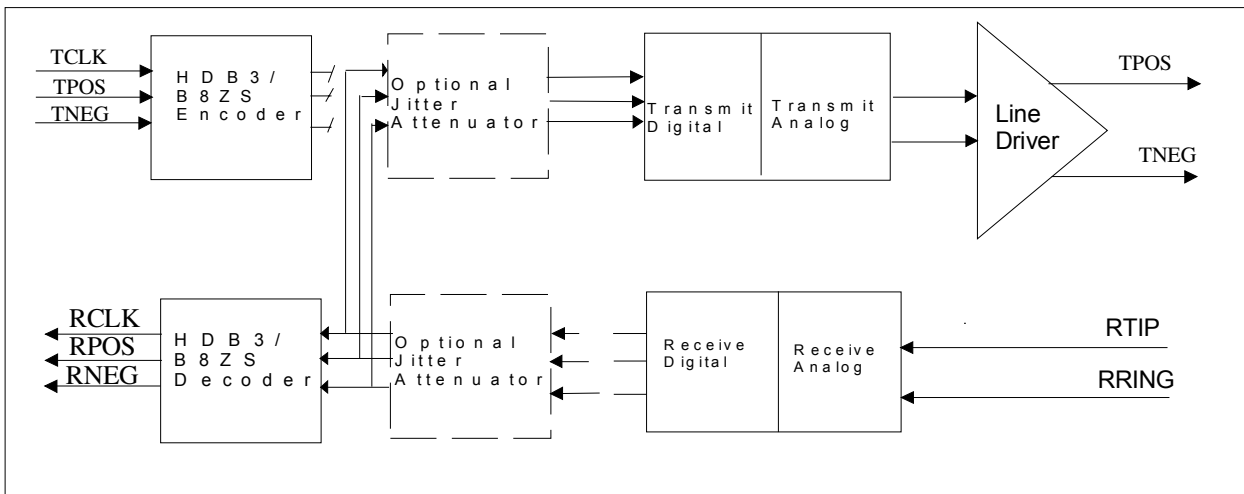 TCLK
TPOS
TNEG
HDB3/
B8ZS
Encoder
Optional
Jitter
Attenuator
Transmit
Digital
Transmit
Analog
Line
Driver
TPOS
TNEG
RCLK
RPOS
RNEG
HDB3/
B8ZS
Decoder
Optional
Jitter
Attenuator
Receive
Digital
Receive
Analog
RTIP
RRING